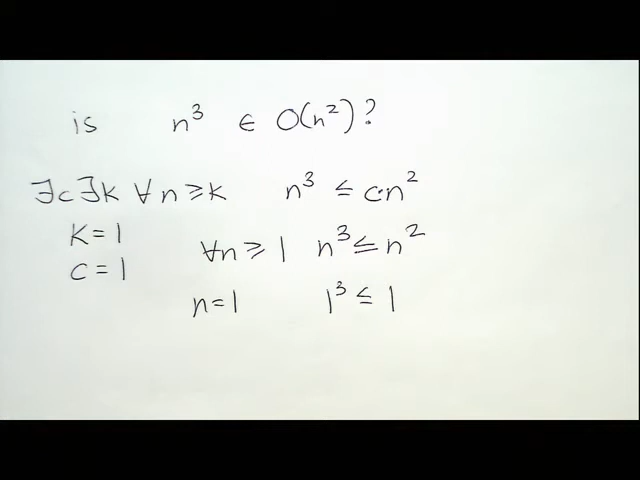 is n³ ∈ O(n²)?
∃c ∃k ∀n ≥ k n³ ≤ c·n²
k = 1
∀n ≥ 1 n³ ≤ n²
c = 1
n = 1 1³ ≤ 1